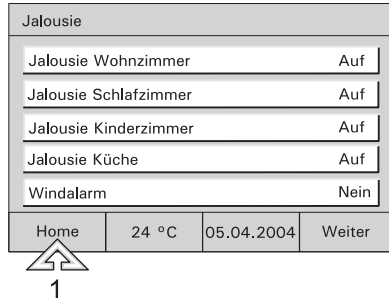 Jalousie
Jalousie Wohnzimmer Auf
Jalousie Schlafzimmer Auf
Jalousie Kinderzimmer Auf
Jalousie Küche Auf
Windalarm Nein
Home 24 °C 05.04.2004 Weiter
1